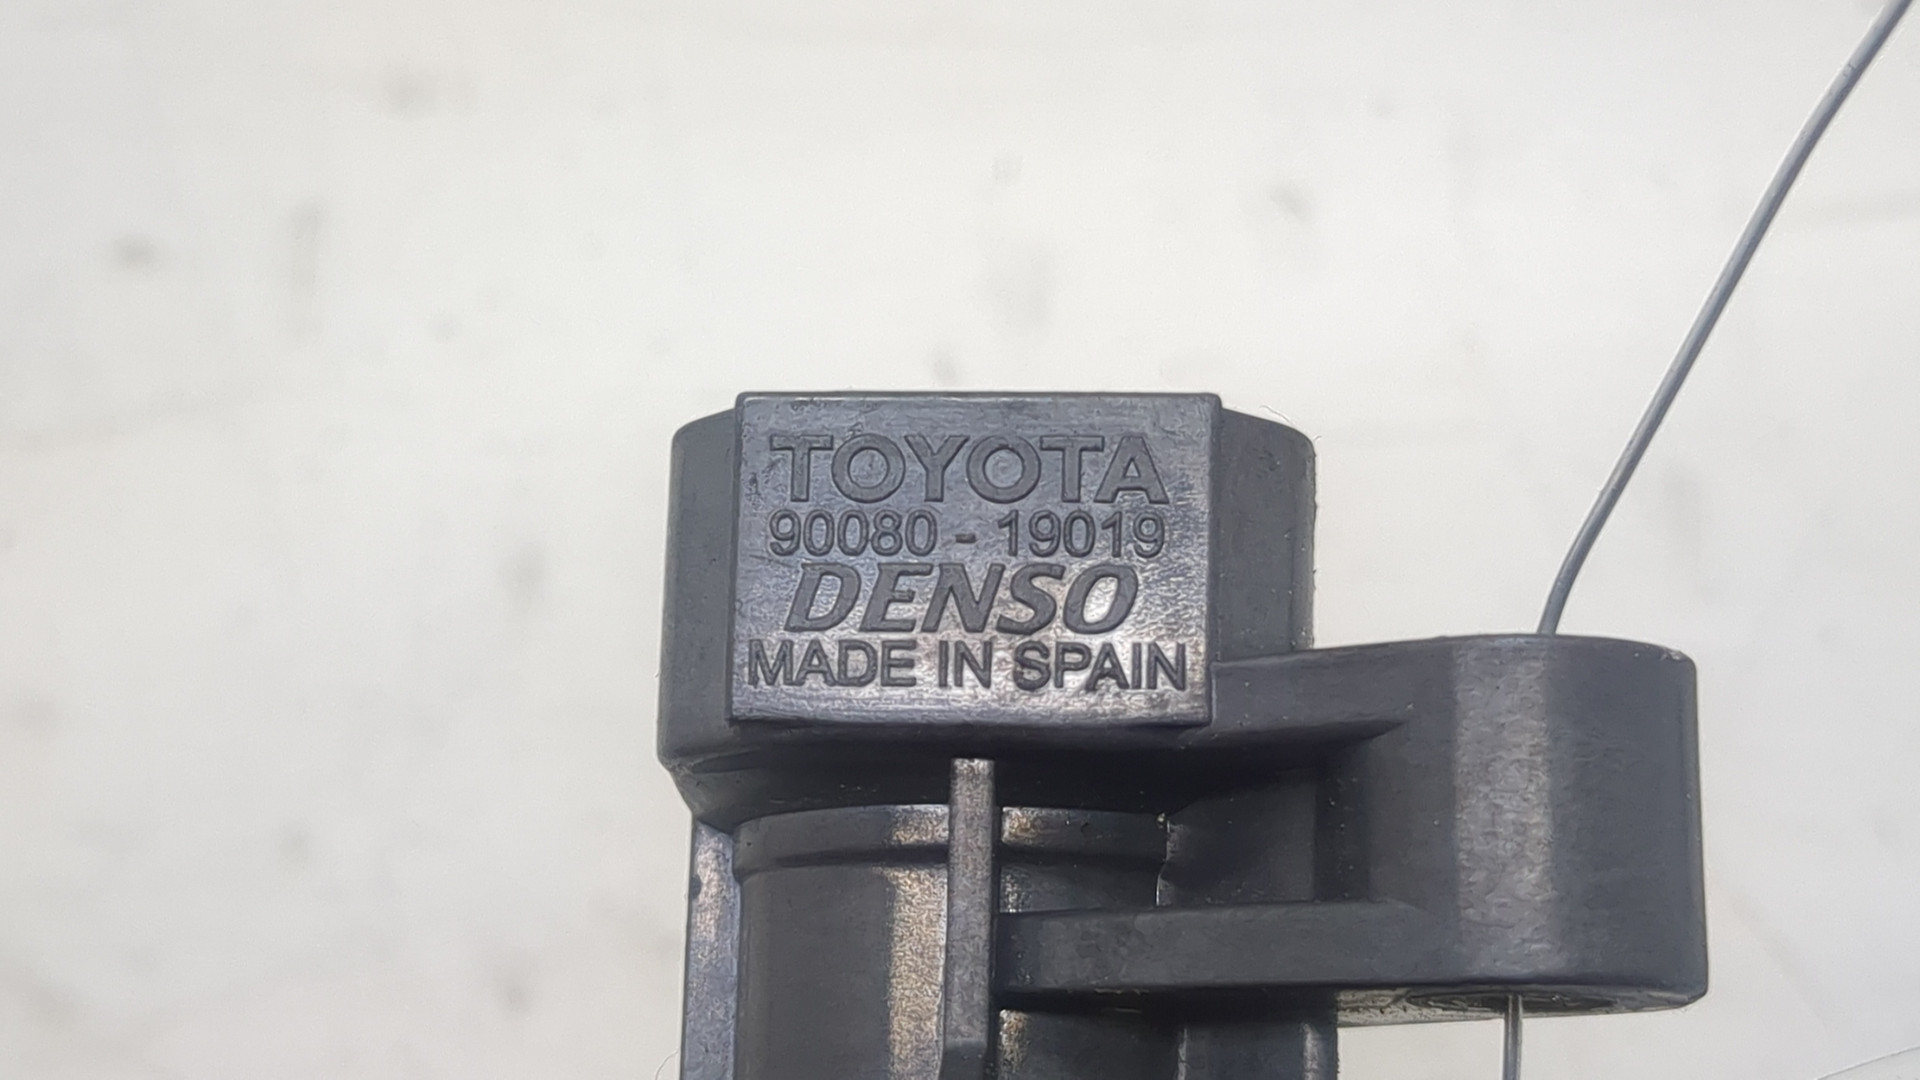 TOYOTA
90080 - 19019
DENSO
MADE IN SPAIN